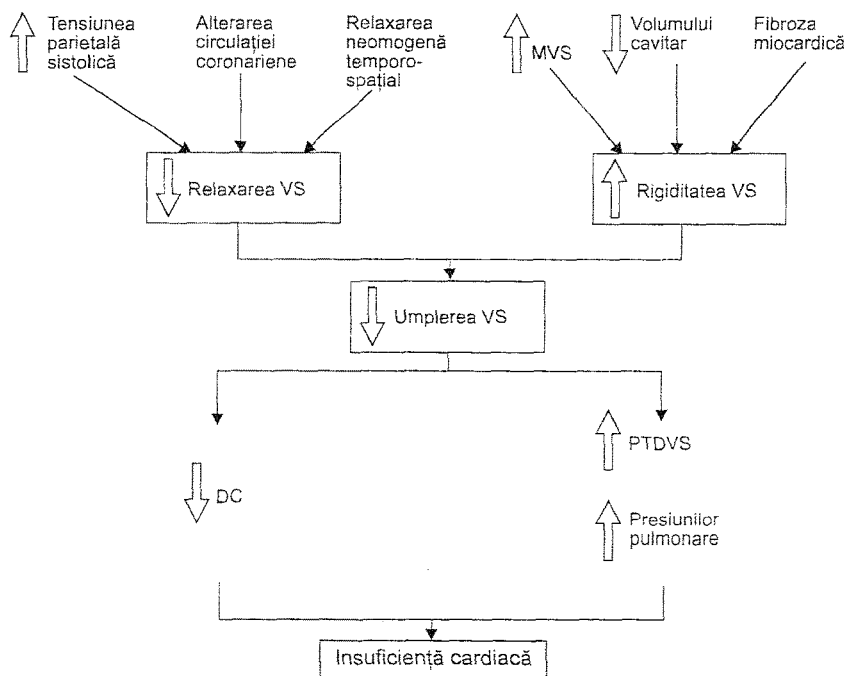 Tensiunea
parietală
sistolică
Alterarea
circulației
coronariene
Relaxarea
neomogenă
temporo-
spațial
MVS
Volumului
cavitar
Fibroza
miocardică
Relaxarea VS
Rigiditatea VS
Umplerea VS
DC
PTDVS
Presiunilor
pulmonare
Insuficiență cardiacă